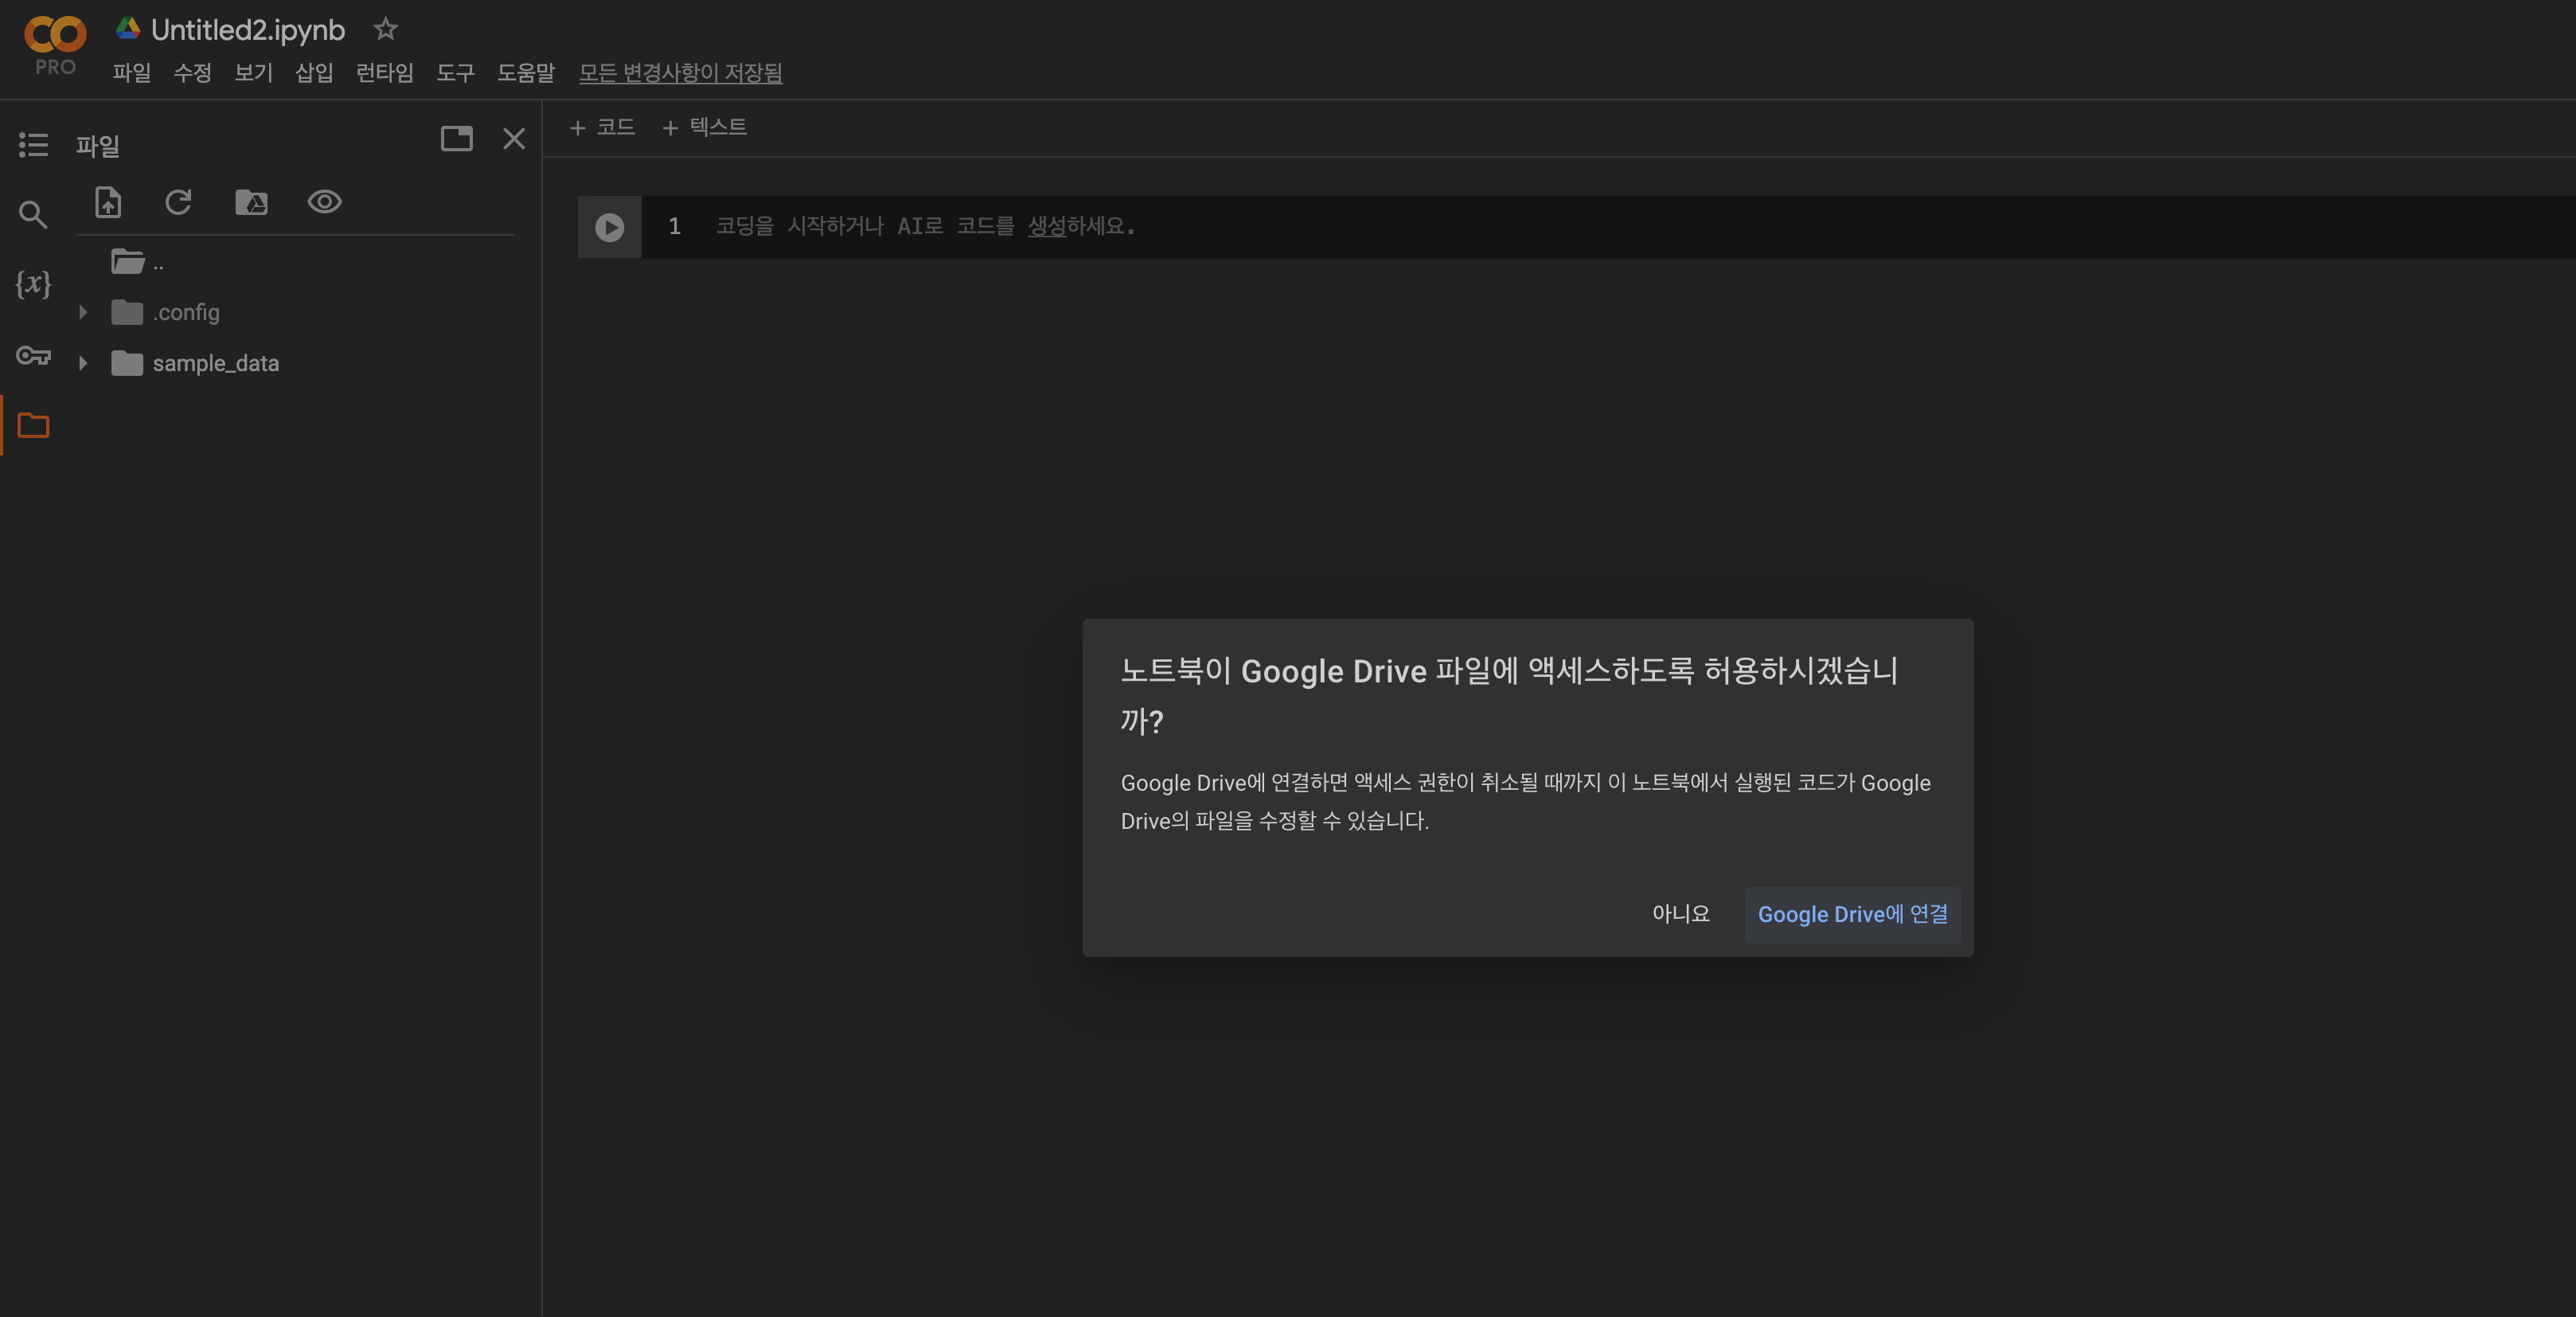 Untitled2.ipynb
PRO
파일 수정 보기 삽입 런타임 도구 도움말 모든 변경사항이 저장됨
파일
+ 코드 + 텍스트
1 코딩을 시작하거나 AI로 코드를 생성하세요.
..
{x}
.config
sample_data
노트북이 Google Drive 파일에 액세스하도록 허용하시겠습니
까?
Google Drive에 연결하면 액세스 권한이 취소될 때까지 이 노트북에서 실행된 코드가 Google
Drive의 파일을 수정할 수 있습니다.
아니요 Google Drive에 연결